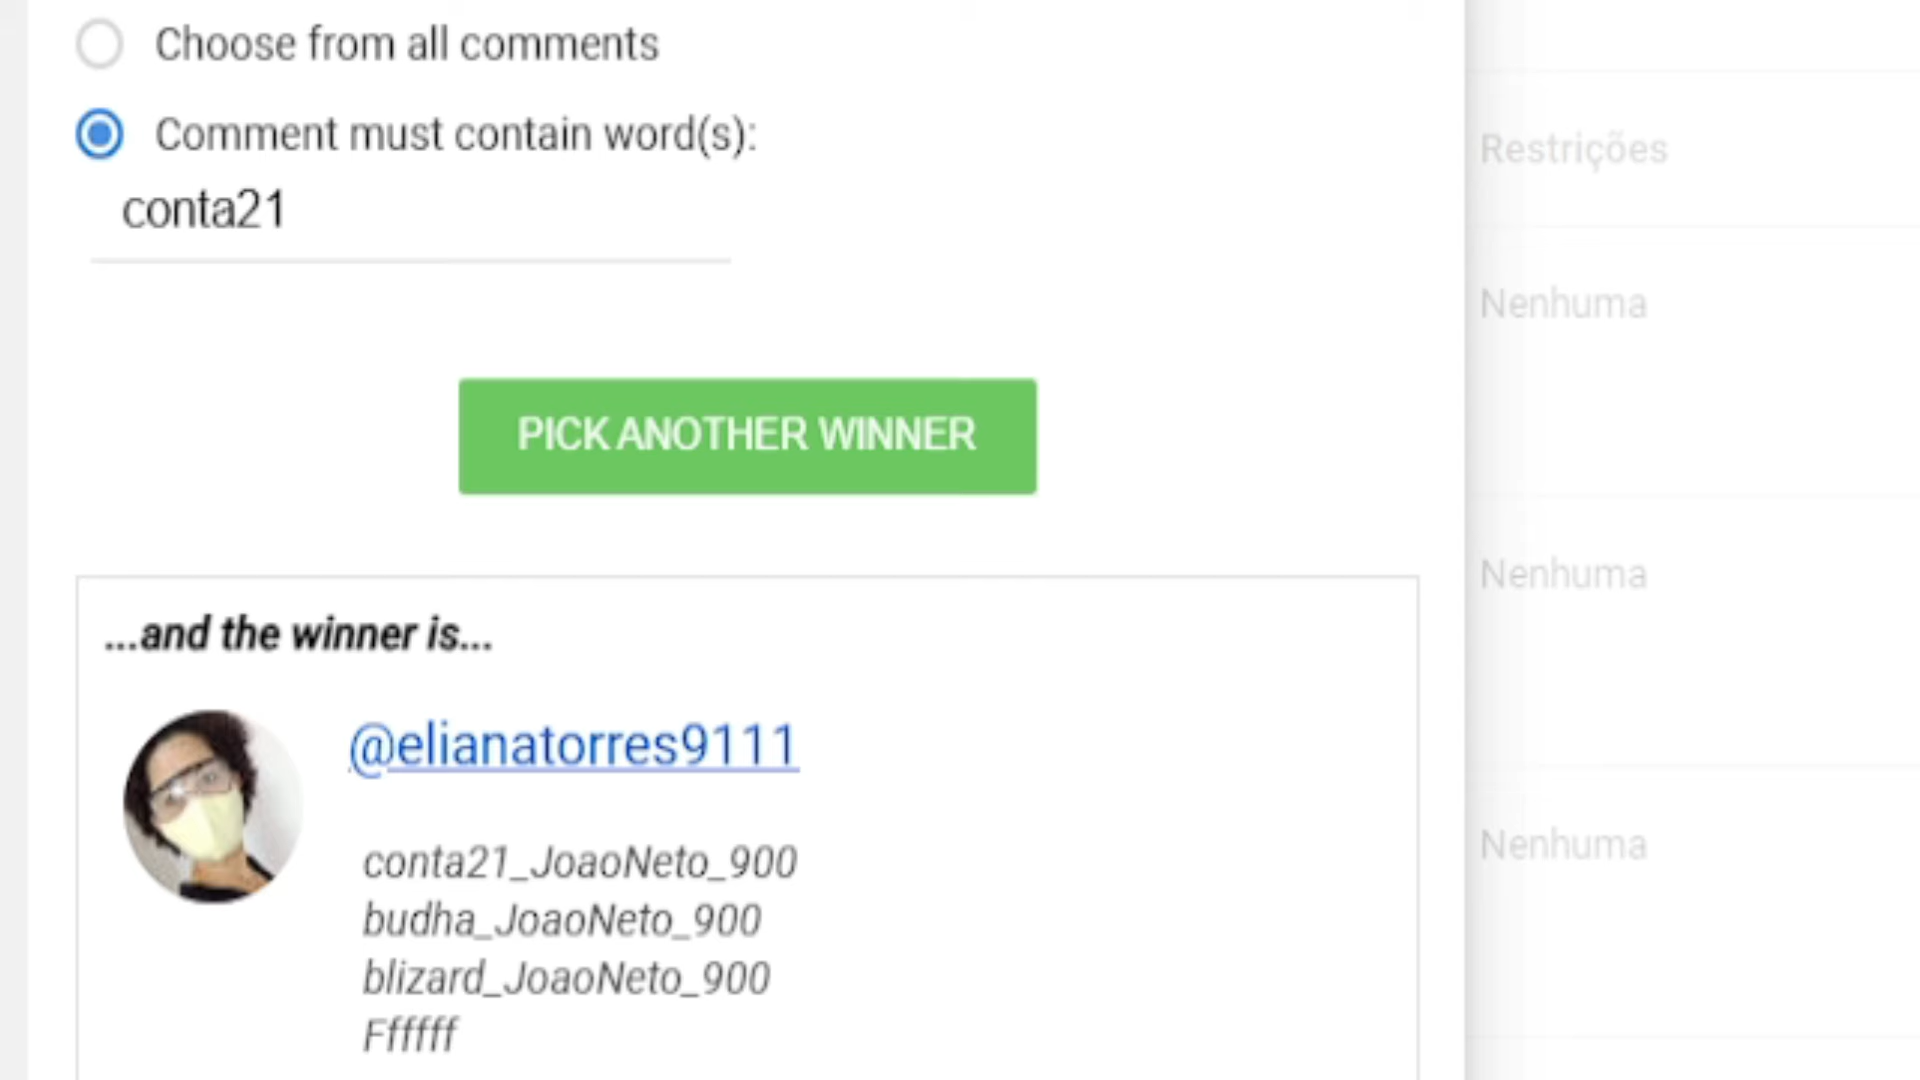 Choose from all comments
Comment must contain word(s):
conta21
PICK ANOTHER WINNER
...and the winner is...
@elianatorres9111
conta21_JoaoNeto_900
budha_JoaoNeto_900
blizard_JoaoNeto_900
Ffffff
Restrições
Nenhuma
Nenhuma
Nenhuma